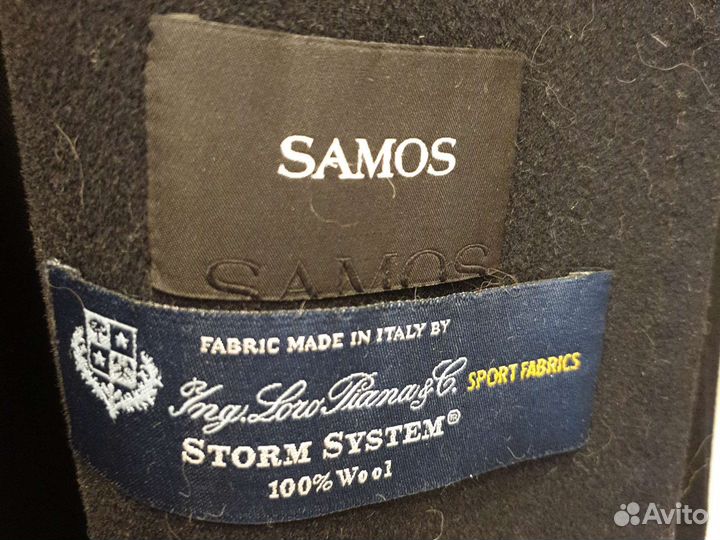 SAMOS
SAMOS
FABRIC MADE IN ITALY BY
Ing. Loro Piana & C. SPORT FABRICS
STORM SYSTEM®
100% Wool
Avito